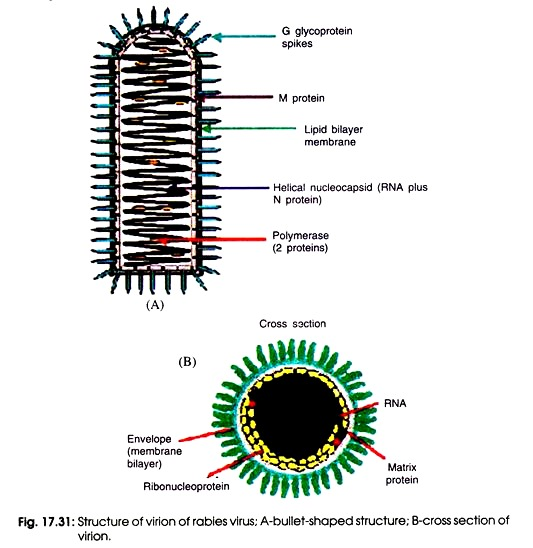 G glycoprotein
spikes
M protein
Lipid bilayer
membrane
Helical nucleocapsid (RNA plus
N protein)
Polymerase
(2 proteins)
(A)
Cross section
(B)
RNA
Envelope
(membrane
bilayer)
Matrix
protein
Ribonucleoprotein
Fig. 17.31: Structure of virion of rabies virus; A-bullet-shaped structure; B-cross section of
virion.